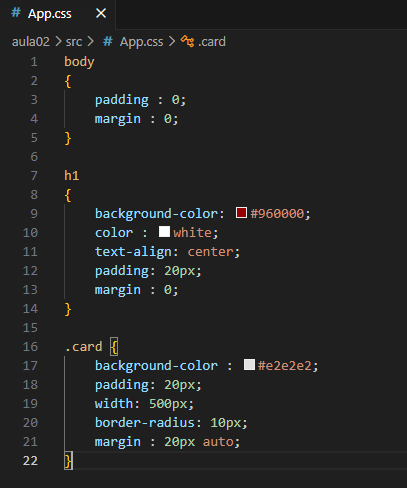 # App.css ×
aula02 > src > # App.css > .card
1 body
2 {
3     padding : 0;
4     margin : 0;
5 }
6
7 h1
8 {
9     background-color: #960000;
10     color : white;
11     text-align: center;
12     padding: 20px;
13     margin : 0;
14 }
15
16 .card {
17     background-color : #e2e2e2;
18     padding: 20px;
19     width: 500px;
20     border-radius: 10px;
21     margin : 20px auto;
22 }